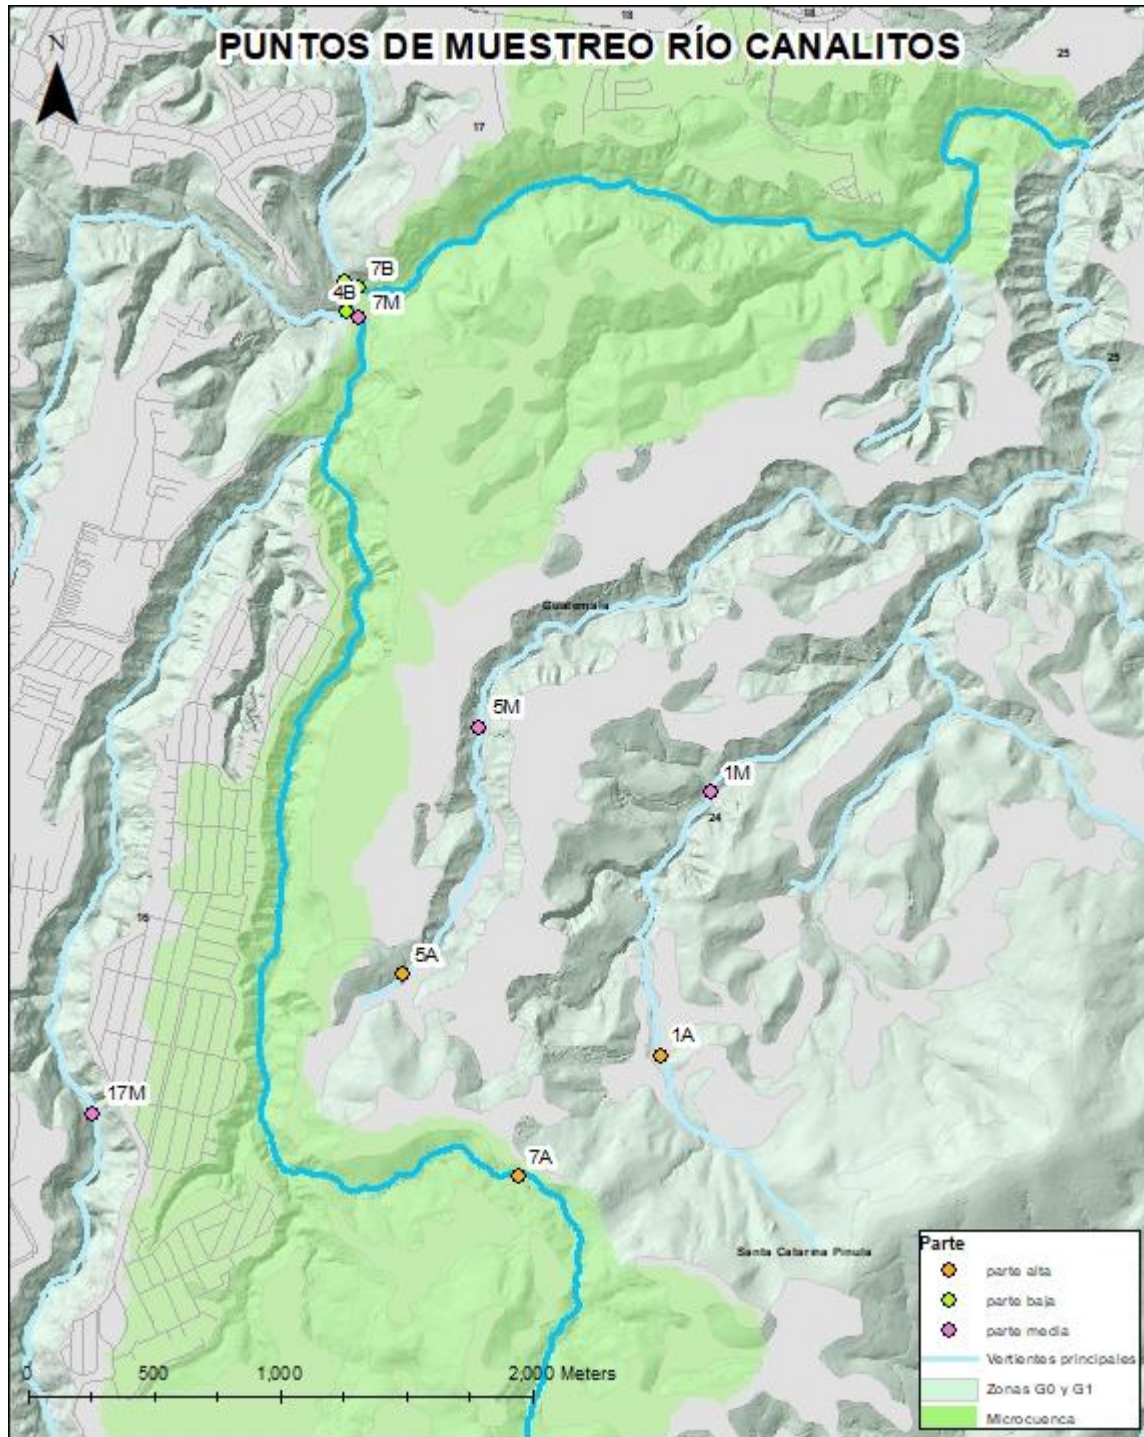 PUNTOS DE MUESTREO RÍO CANALITOS
N
18
18
25
17
7B
4B
7M
25
Guatemala
5M
1M
24
16
5A
1A
17M
7A
Santa Catarina Pinula
Parte
parte alta
parte baja
parte media
Vertientes principales
Zonas G0 y G1
Microcuenca
0 500 1,000 2,000 Meters